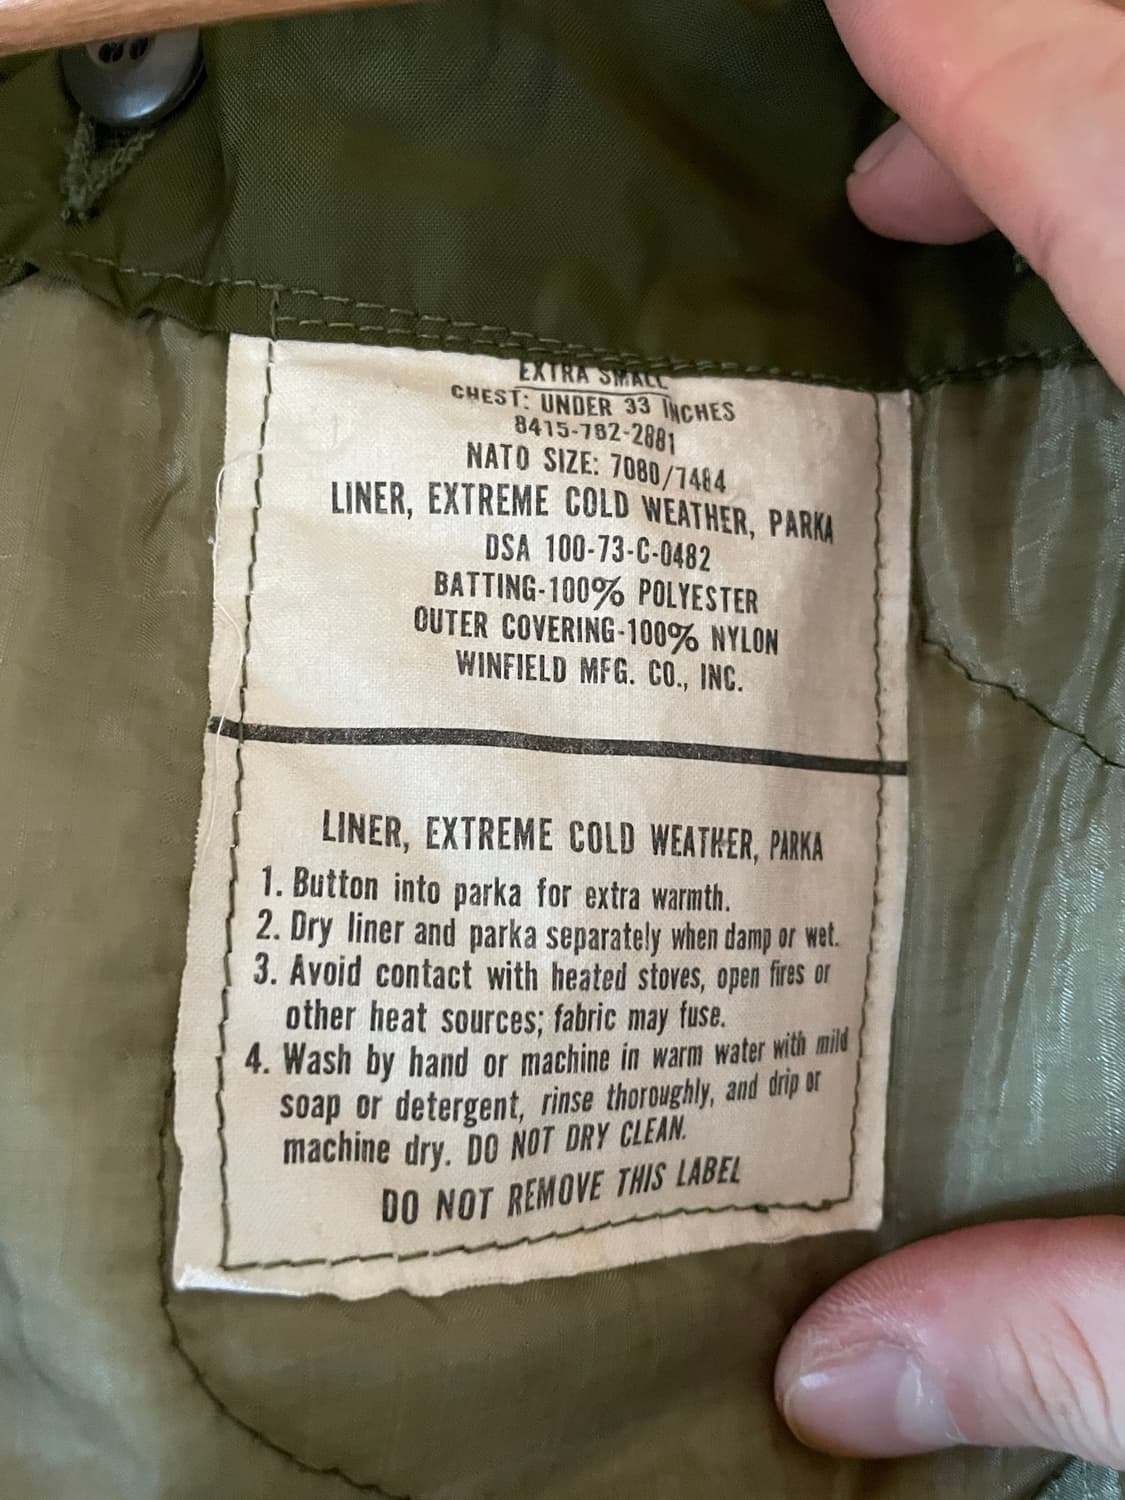 EXTRA SMALL
CHEST: UNDER 33 INCHES
8415-782-2881
NATO SIZE: 7080/7484
LINER, EXTREME COLD WEATHER, PARKA
DSA 100-73-C-0482
BATTING-100% POLYESTER
OUTER COVERING-100% NYLON
WINFIELD MFG. CO., INC.
LINER, EXTREME COLD WEATHER, PARKA
1. Button into parka for extra warmth.
2. Dry liner and parka separately when damp or wet.
3. Avoid contact with heated stoves, open fires or
other heat sources; fabric may fuse.
4. Wash by hand or machine in warm water with mild
soap or detergent, rinse thoroughly, and drip or
machine dry. DO NOT DRY CLEAN.
DO NOT REMOVE THIS LABEL